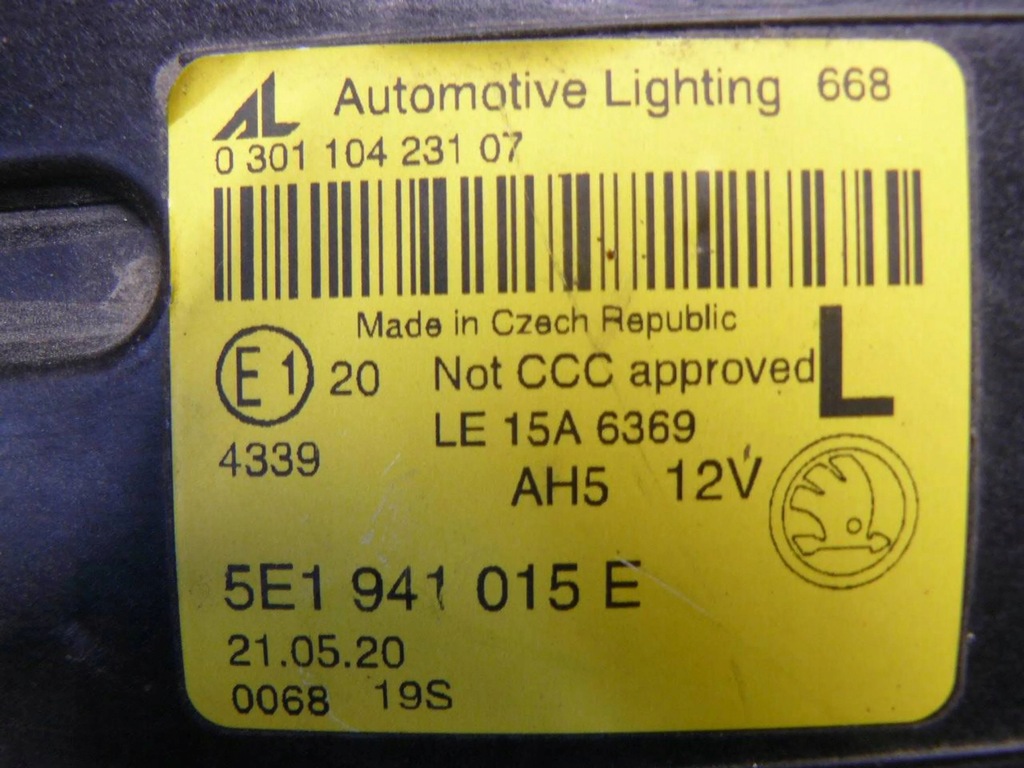 AL Automotive Lighting 668
0 301 104 231 07
Made in Czech Republic
E1 20 Not CCC approved L
LE 15A 6369
4339
AH5 12V
5E1 941 015 E
21.05.20
0068 19S